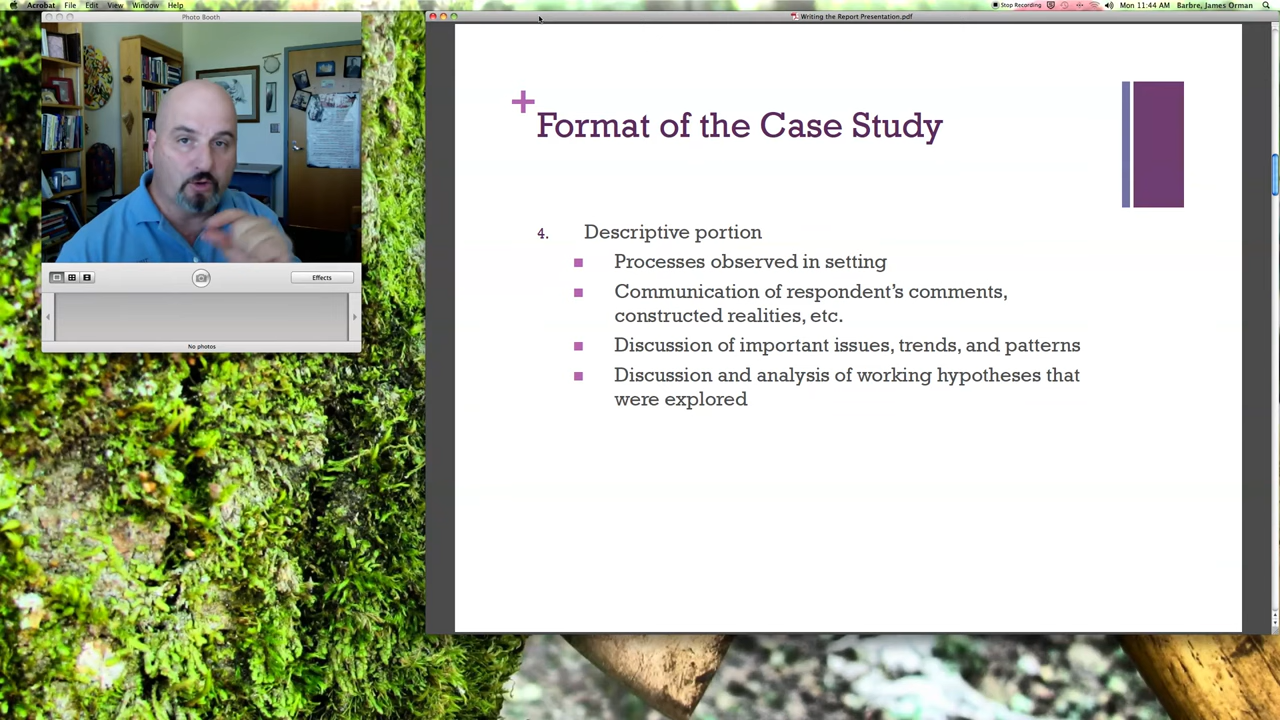 Acrobat File Edit View Window Help
Stop Recording
Mon 11:44 AM Barbre, James Orman
Photo Booth
Writing the Report Presentation.pdf
Effects
No photos
+
Format of the Case Study
4. Descriptive portion
Processes observed in setting
Communication of respondent’s comments,
constructed realities, etc.
Discussion of important issues, trends, and patterns
Discussion and analysis of working hypotheses that
were explored